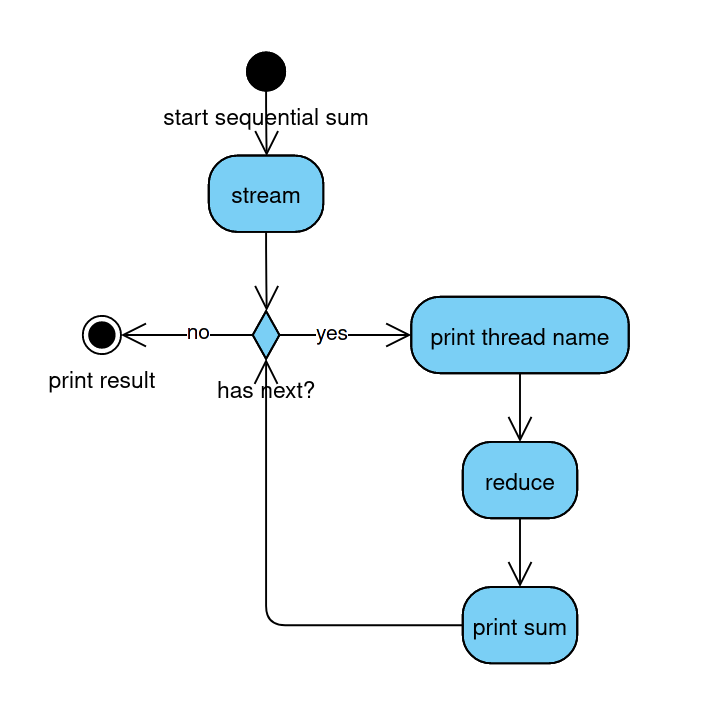 start sequential sum
stream
no
yes
print thread name
print result
has next?
reduce
print sum